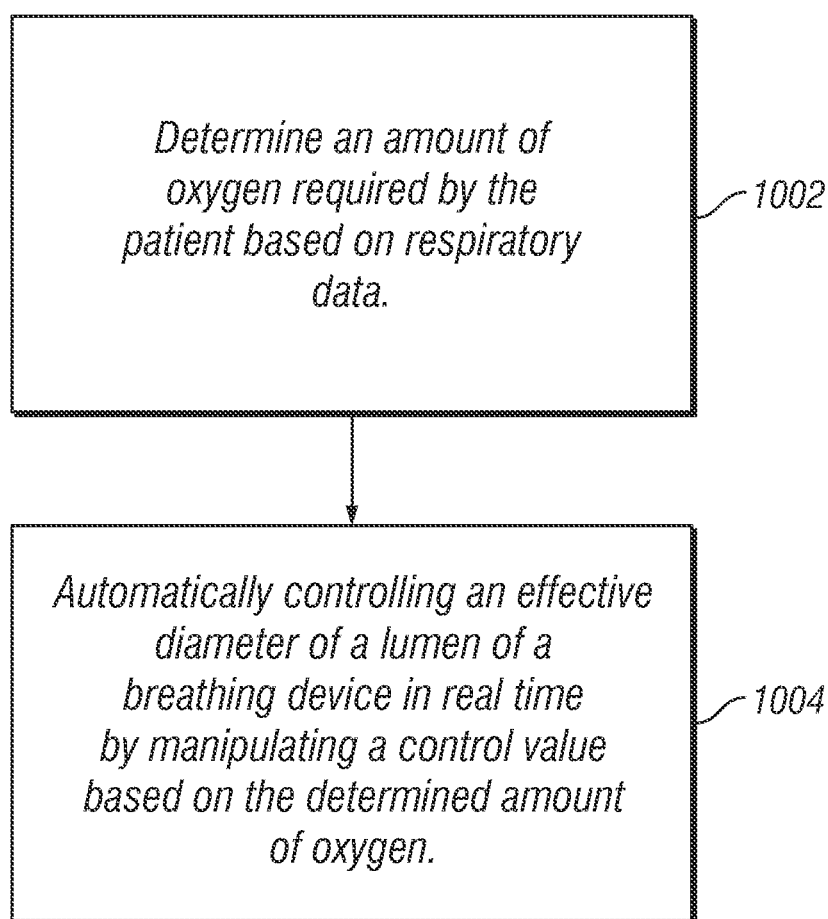 Determine an amount of
oxygen required by the
patient based on respiratory
data.
1002
Automatically controlling an effective
diameter of a lumen of a
breathing device in real time
by manipulating a control value
based on the determined amount
of oxygen.
1004